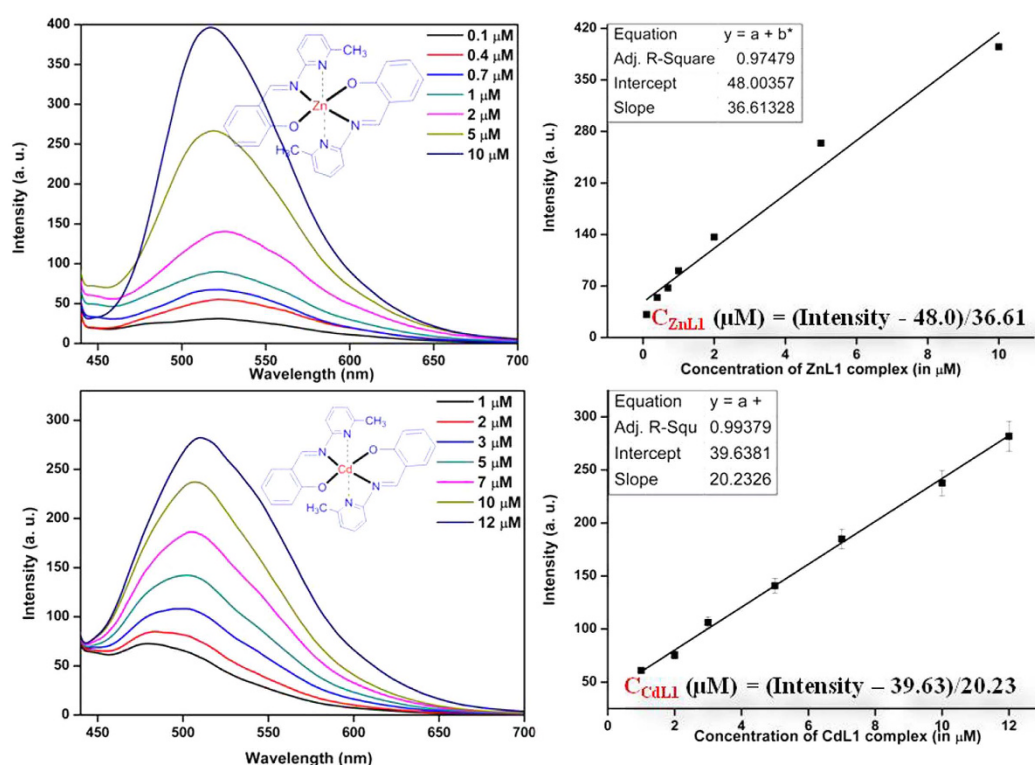 400
350
300
250
200
150
100
50
0
Intensity (a. u.)
450
500
550
600
650
700
Wavelength (nm)
CH₃
N
N
O
Zn
O
N
N
H₃C
0.1 µM
0.4 µM
0.7 µM
1 µM
2 µM
5 µM
10 µM
420
350
280
210
140
70
0
Intensity (a. u.)
Equation y = a + b*
Adj. R-Square 0.97479
Intercept 48.00357
Slope 36.61328
C_ZnL1 (µM) = (Intensity - 48.0)/36.61
0
2
4
6
8
10
Concentration of ZnL1 complex (in µM)
300
250
200
150
100
50
0
Intensity (a. u.)
450
500
550
600
650
700
Wavelength (nm)
CH₃
N
N
O
Cd
O
N
N
H₃C
1 µM
2 µM
3 µM
5 µM
7 µM
10 µM
12 µM
300
250
200
150
100
50
Intensity (a. u.)
Equation y = a +
Adj. R-Squ 0.99379
Intercept 39.6381
Slope 20.2326
C_CdL1 (µM) = (Intensity – 39.63)/20.23
2
4
6
8
10
12
Concentration of CdL1 complex (in µM)